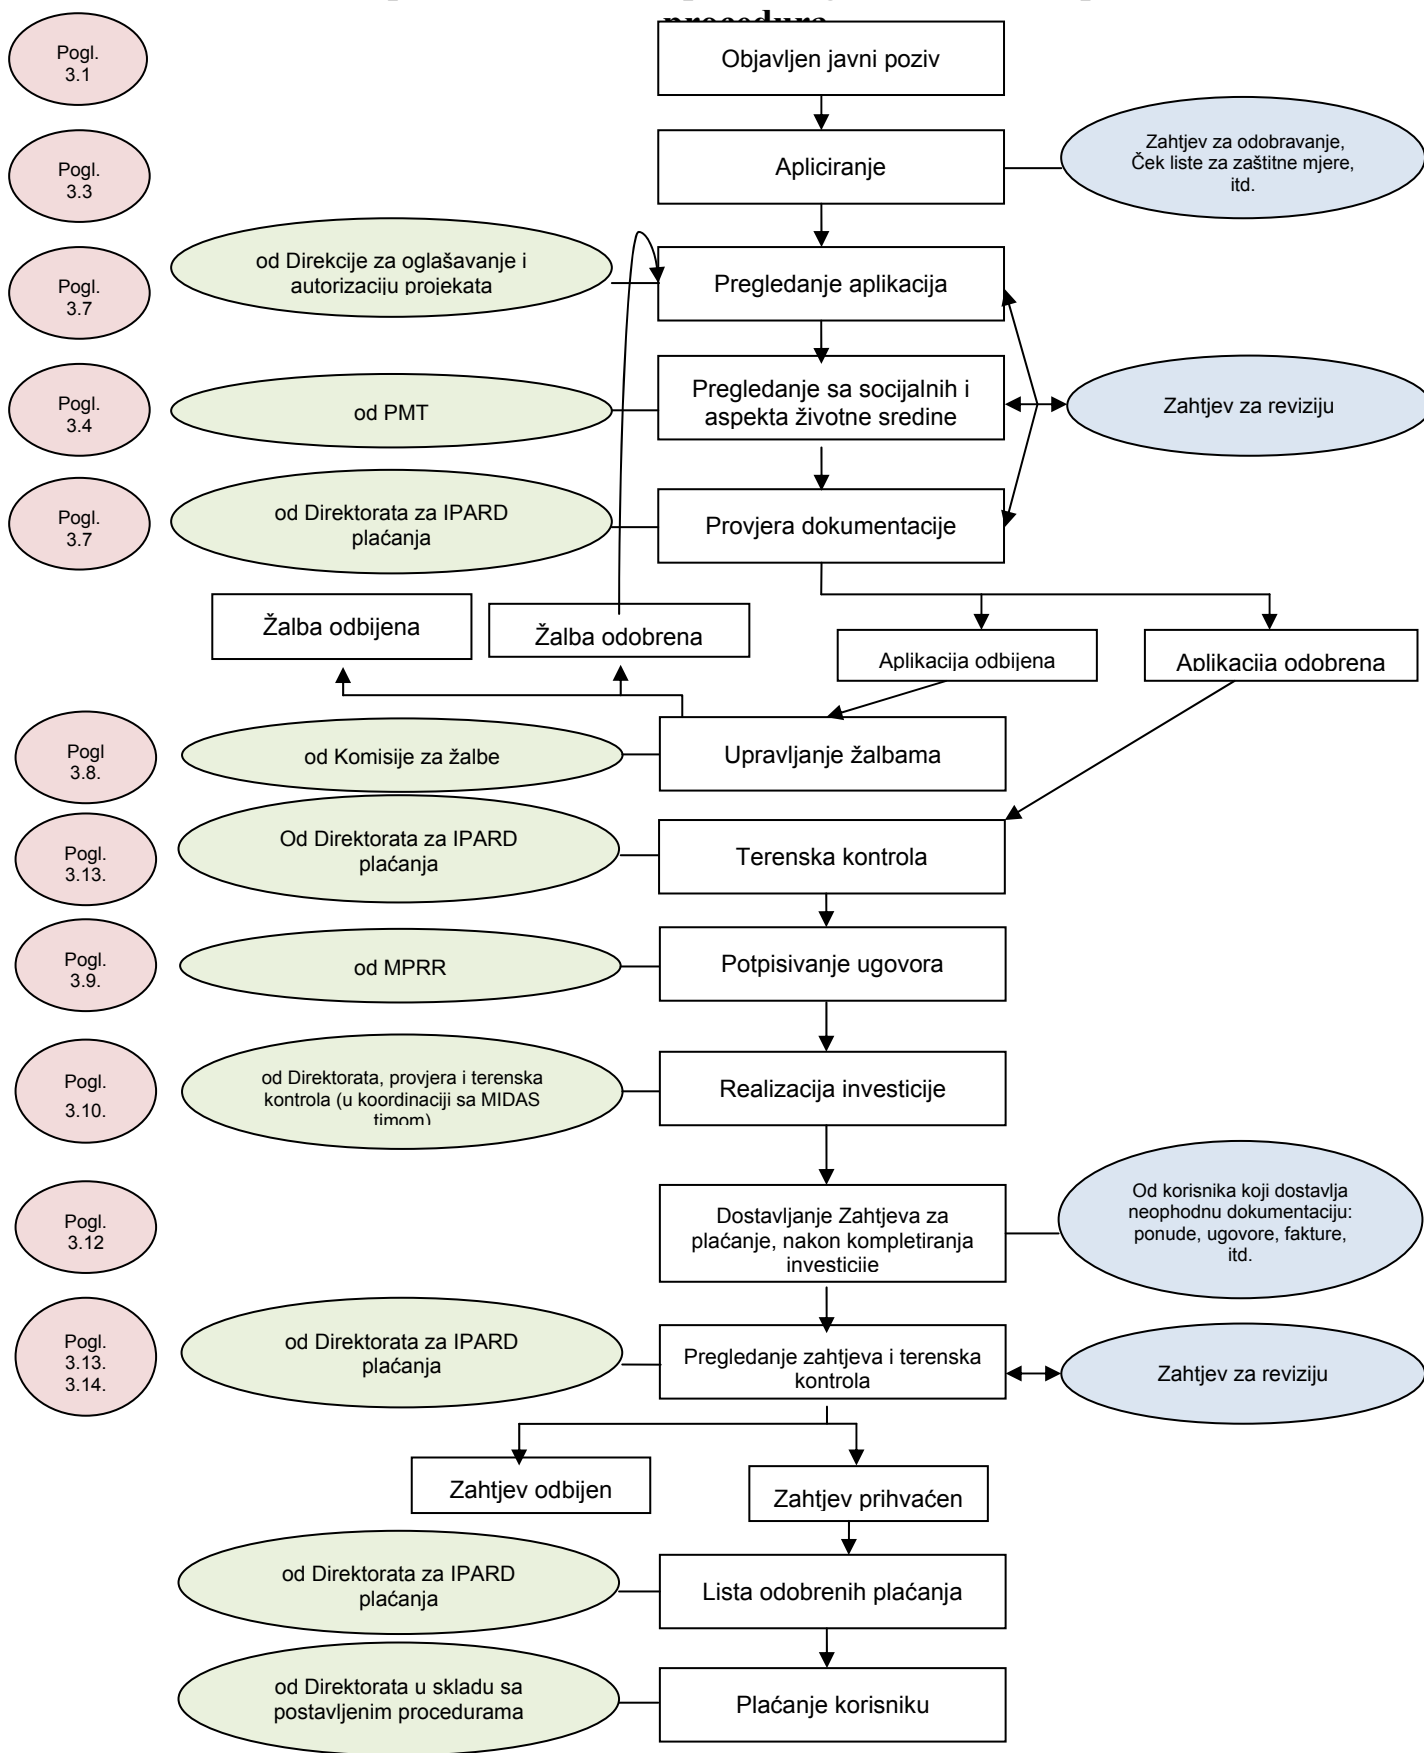 procedura
Pogl.
3.1
Objavljen javni poziv
Pogl.
3.3
Apliciranje
Zahtjev za odobravanje,
Ček liste za zaštitne mjere,
itd.
Pogl.
3.7
od Direkcije za oglašavanje i
autorizaciju projekata
Pregledanje aplikacija
Pogl.
3.4
od PMT
Pregledanje sa socijalnih i
aspekta životne sredine
Zahtjev za reviziju
Pogl.
3.7
od Direktorata za IPARD
plaćanja
Provjera dokumentacije
Žalba odbijena
Žalba odobrena
Aplikacija odbijena
Aplikacija odobrena
Pogl
3.8.
od Komisije za žalbe
Upravljanje žalbama
Pogl.
3.13.
Od Direktorata za IPARD
plaćanja
Terenska kontrola
Pogl.
3.9.
od MPRR
Potpisivanje ugovora
Pogl.
3.10.
od Direktorata, provjera i terenska
kontrola (u koordinaciji sa MIDAS
timom)
Realizacija investicije
Pogl.
3.12
Dostavljanje Zahtjeva za
plaćanje, nakon kompletiranja
investicije
Od korisnika koji dostavlja
neophodnu dokumentaciju:
ponude, ugovore, fakture,
itd.
Pogl.
3.13.
3.14.
od Direktorata za IPARD
plaćanja
Pregledanje zahtjeva i terenska
kontrola
Zahtjev za reviziju
Zahtjev odbijen
Zahtjev prihvaćen
od Direktorata za IPARD
plaćanja
Lista odobrenih plaćanja
od Direktorata u skladu sa
postavljenim procedurama
Plaćanje korisniku